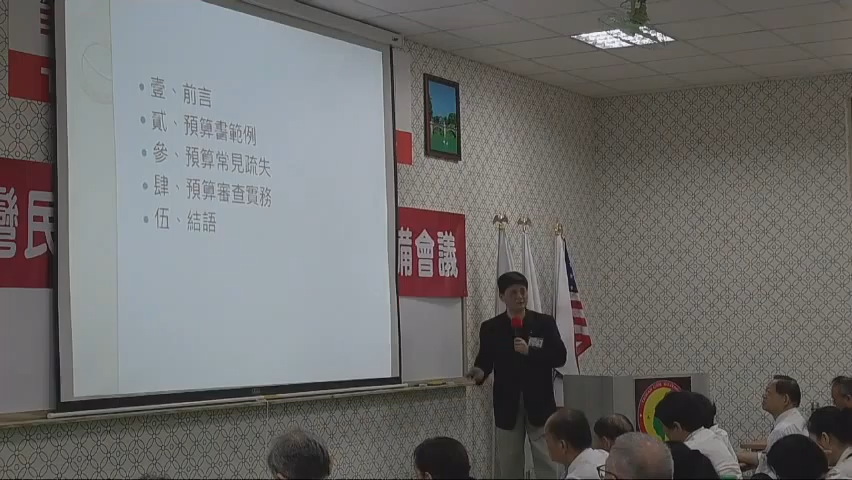 壹、前言
貳、預算書範例
參、預算常見疏失
肆、預算審查實務
伍、結語
灣民
備會議